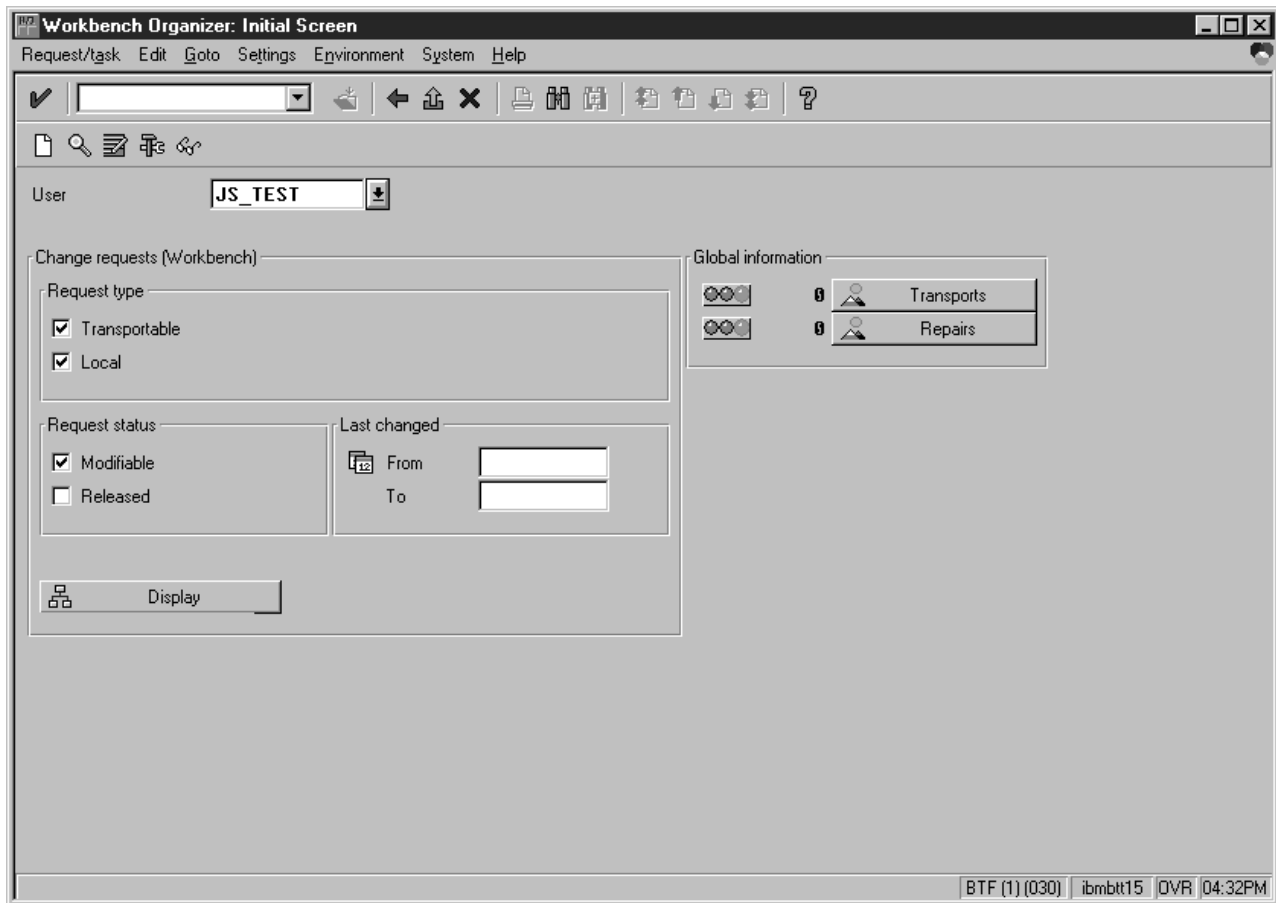 Workbench Organizer: Initial Screen
Request/task Edit Goto Settings Environment System Help
User JS_TEST
Change requests (Workbench)
Request type
Transportable
Local
Request status
Modifiable
Released
Last changed
12 From
To
Display
Global information
0 Transports
0 Repairs
BTF (1) (030) ibmbtt15 OVR 04:32PM